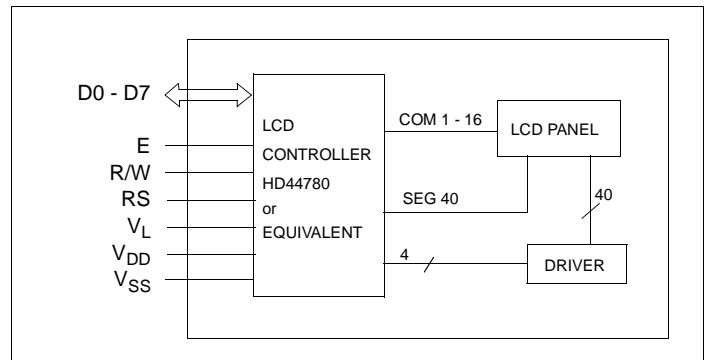 D0 - D7
E
R/W
RS
VL
VDD
VSS
LCD
CONTROLLER
HD44780
or
EQUIVALENT
COM 1 - 16
SEG 40
4
LCD PANEL
40
DRIVER